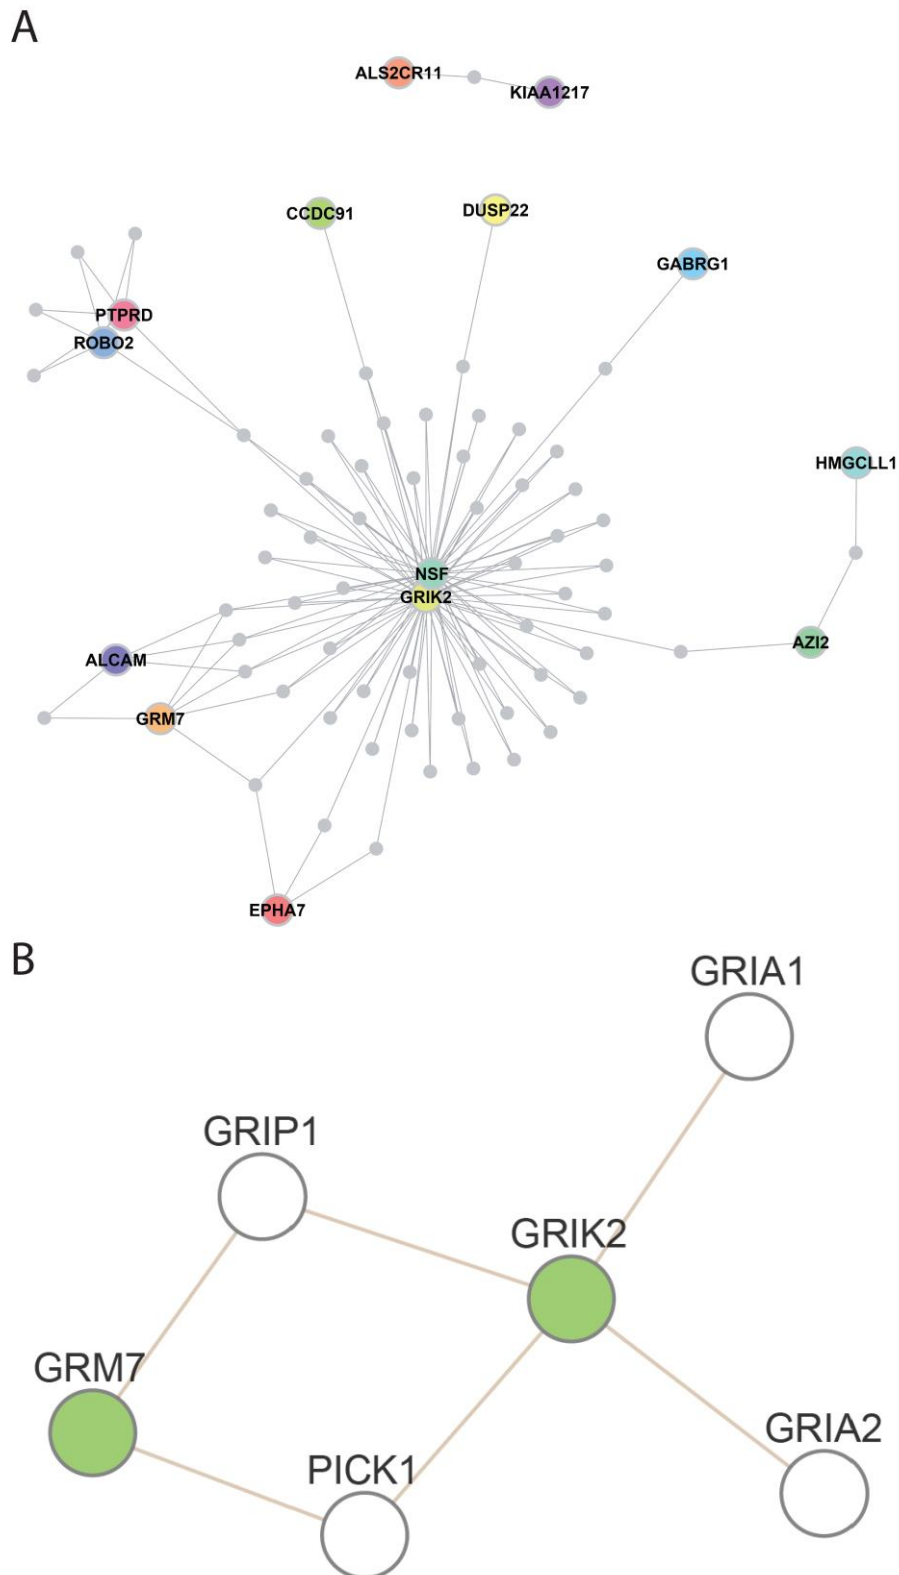 A
ALS2CR11
KIAA1217
CCDC91
DUSP22
GABRG1
PTPRD
ROBO2
HMGCLL1
NSF
GRIK2
AZI2
ALCAM
GRM7
EPHA7
B
GRIA1
GRIP1
GRIK2
GRM7
GRIA2
PICK1